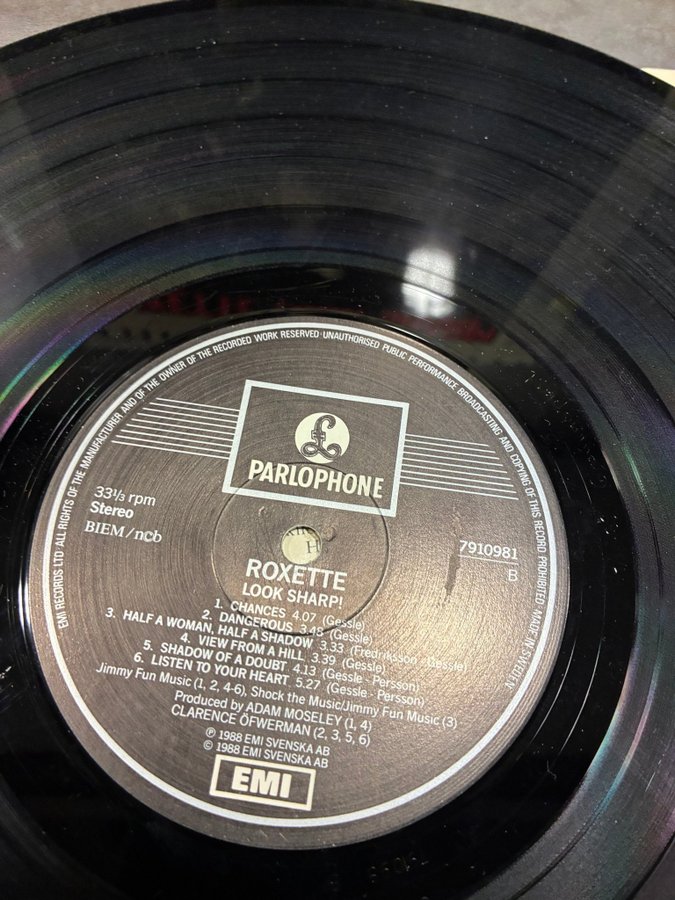 EMI RECORDS LTD·ALL RIGHTS OF THE MANUFACTURER AND OF THE OWNER OF THE RECORDED WORK RESERVED·UNAUTHORISED PUBLIC PERFORMANCE BROADCASTING AND COPYING OF THIS RECORD PROHIBITED·MADE IN SWEDEN
£
PARLOPHONE
33⅓ rpm
Stereo
BIEM/ncb
7910981
B
H
ROXETTE
LOOK SHARP!
1. CHANCES 4.07 (Gessle)
2. DANGEROUS 3.48 (Gessle)
3. HALF A WOMAN, HALF A SHADOW 3.33 (Fredriksson - Gessle)
4. VIEW FROM A HILL 3.39 (Gessle)
5. SHADOW OF A DOUBT 4.13 (Gessle - Persson)
6. LISTEN TO YOUR HEART 5.27 (Gessle - Persson)
Jimmy Fun Music (1, 2, 4-6), Shock the Music/Jimmy Fun Music (3)
Produced by ADAM MOSELEY (1, 4)
CLARENCE ÖFWERMAN (2, 3, 5, 6)
℗ 1988 EMI SVENSKA AB
© 1988 EMI SVENSKA AB
EMI